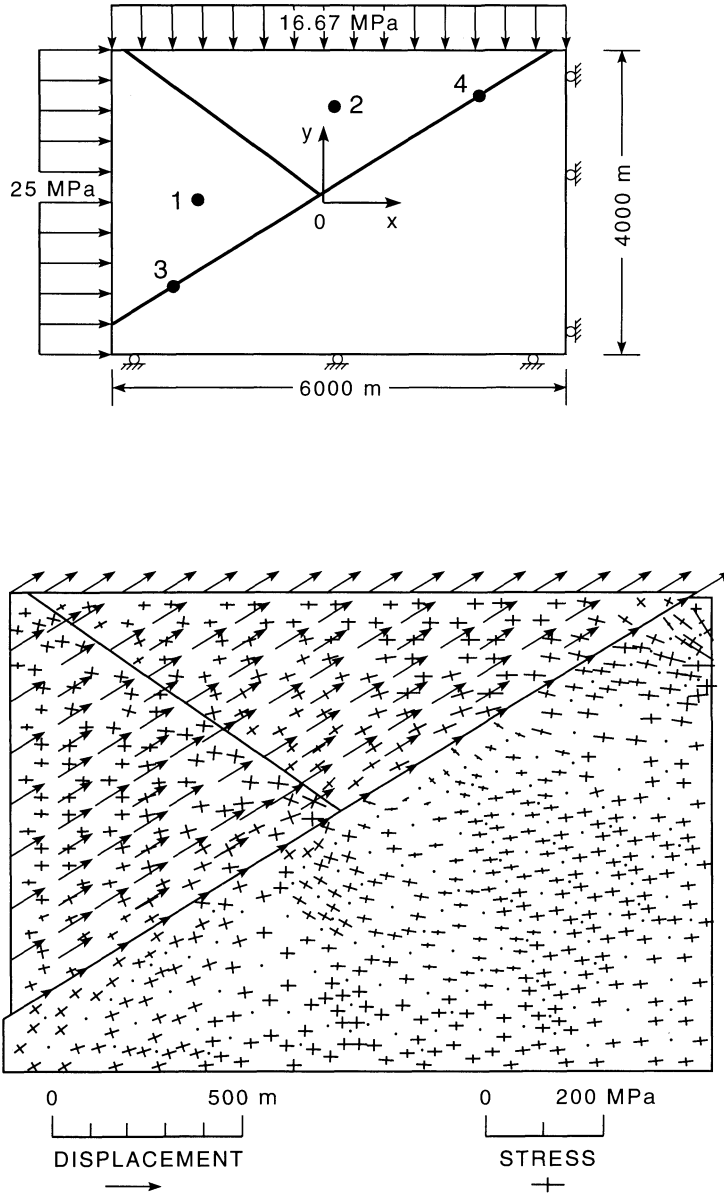 16.67 MPa
4
2
y
25 MPa
1
0
x
4000 m
3
6000 m
0 500 m
0 200 MPa
DISPLACEMENT
STRESS